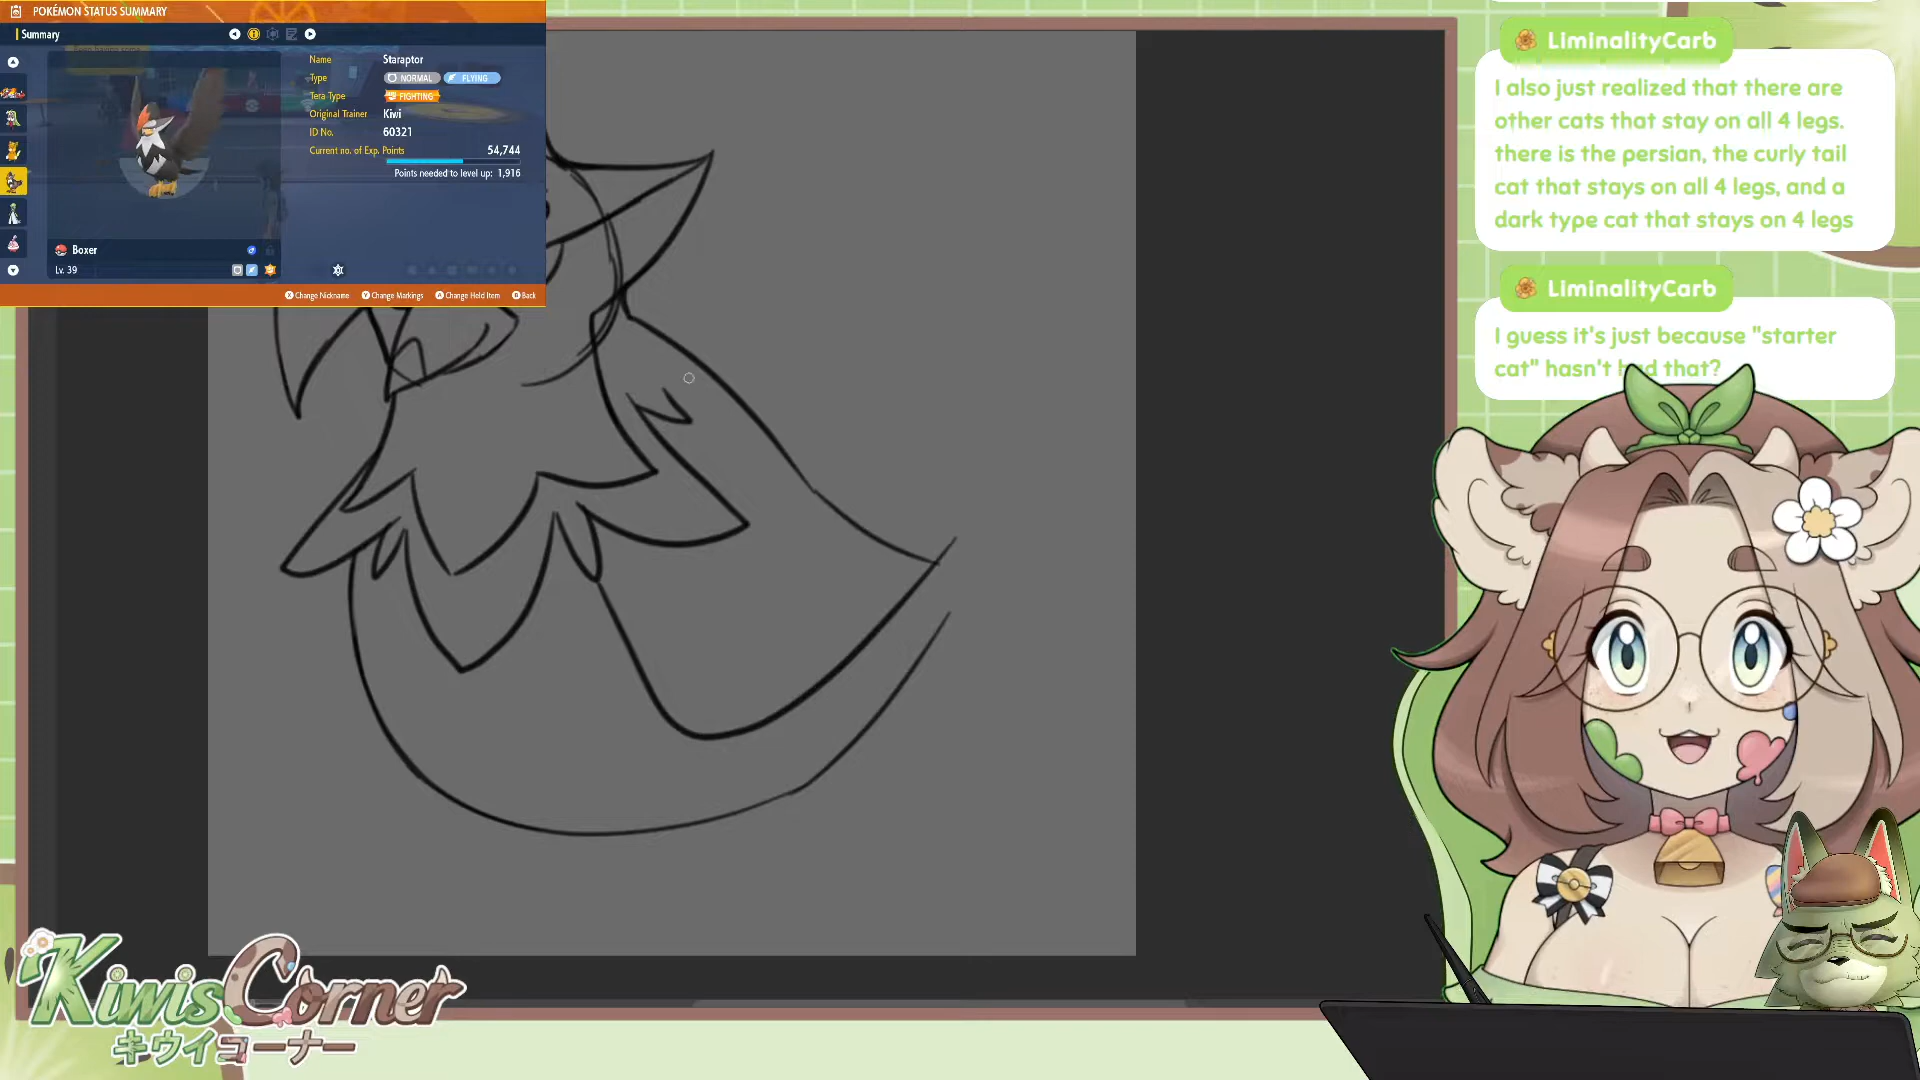 POKÉMON STATUS SUMMARY
Summary
Name Staraptor
Type NORMAL FLYING
Tera Type FIGHTING
Original Trainer Kiwi
ID No. 60321
Current no. of Exp. Points 54,744
Points needed to level up: 1,916
Boxer
Lv. 39
Change Nickname Change Markings Change Held Item Back
LiminalityCarb
I also just realized that there are
other cats that stay on all 4 legs.
there is the persian, the curly tail
cat that stays on all 4 legs, and a
dark type cat that stays on 4 legs
LiminalityCarb
I guess it's just because "starter
cat" hasn't had that?
KiwisCorner
キウイコーナー